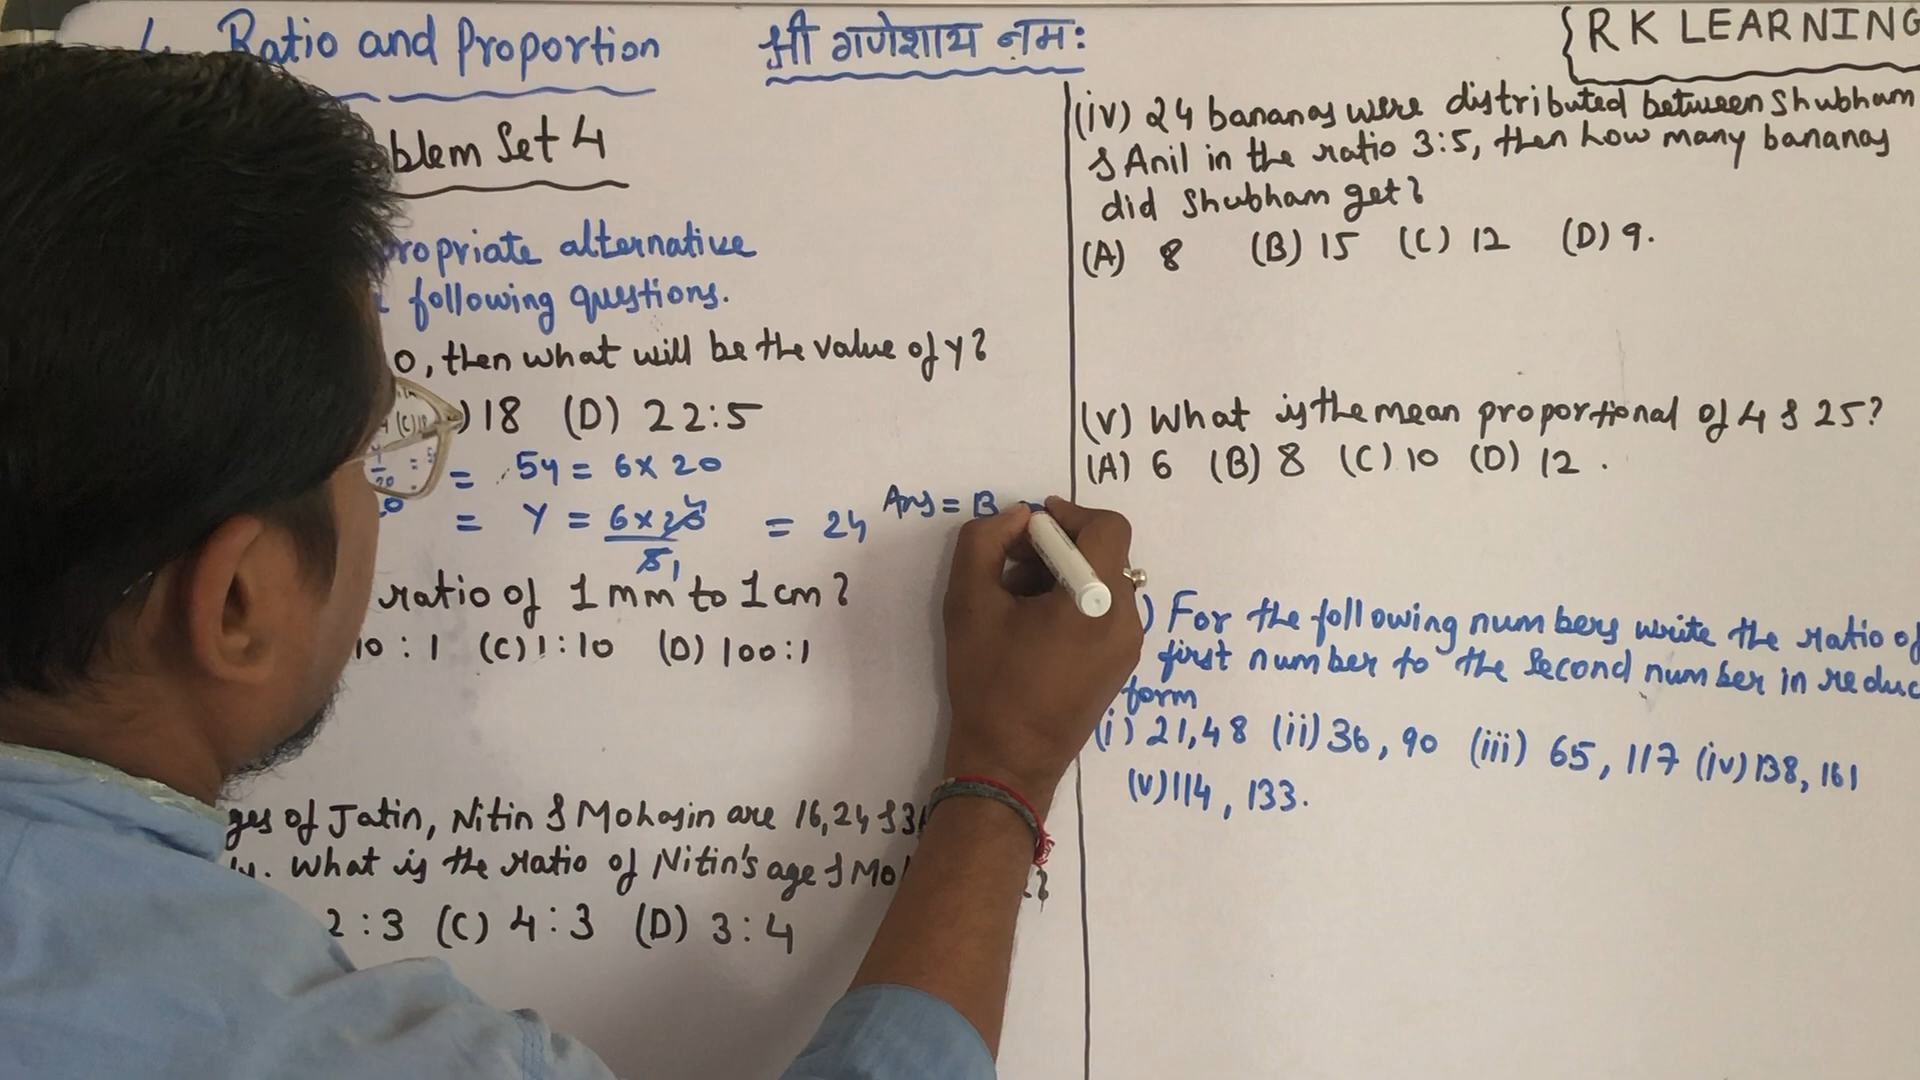 4. Ratio and Proportion
श्री गणेशाय नमः
{RK LEARNING
blem Set 4
ropriate alternative
following questions.
0, then what will be the value of y?
)18 (D) 22:5
= 5y = 6 x 20
= Y = 6 x 20 = 24 Ans = B
5 1
ratio of 1 mm to 1 cm?
10 : 1 (C) 1:10 (D) 100:1
ges of Jatin, Nitin & Mohasin are 16, 24 & 3
y. What is the ratio of Nitin's age & Mo
2 : 3 (C) 4 : 3 (D) 3 : 4
(iv) 24 bananas were distributed between Shubham
& Anil in the ratio 3:5, then how many bananas
did Shubham get?
(A) 8 (B) 15 (C) 12 (D) 9.
(v) What is the mean proportional of 4 & 25?
(A) 6 (B) 8 (C) 10 (D) 12 .
) For the following numbers write the ratio of
first number to the Second number in reduc
form
(i) 21, 48 (ii) 36, 90 (iii) 65, 117 (iv) 138, 161
(v) 114, 133.